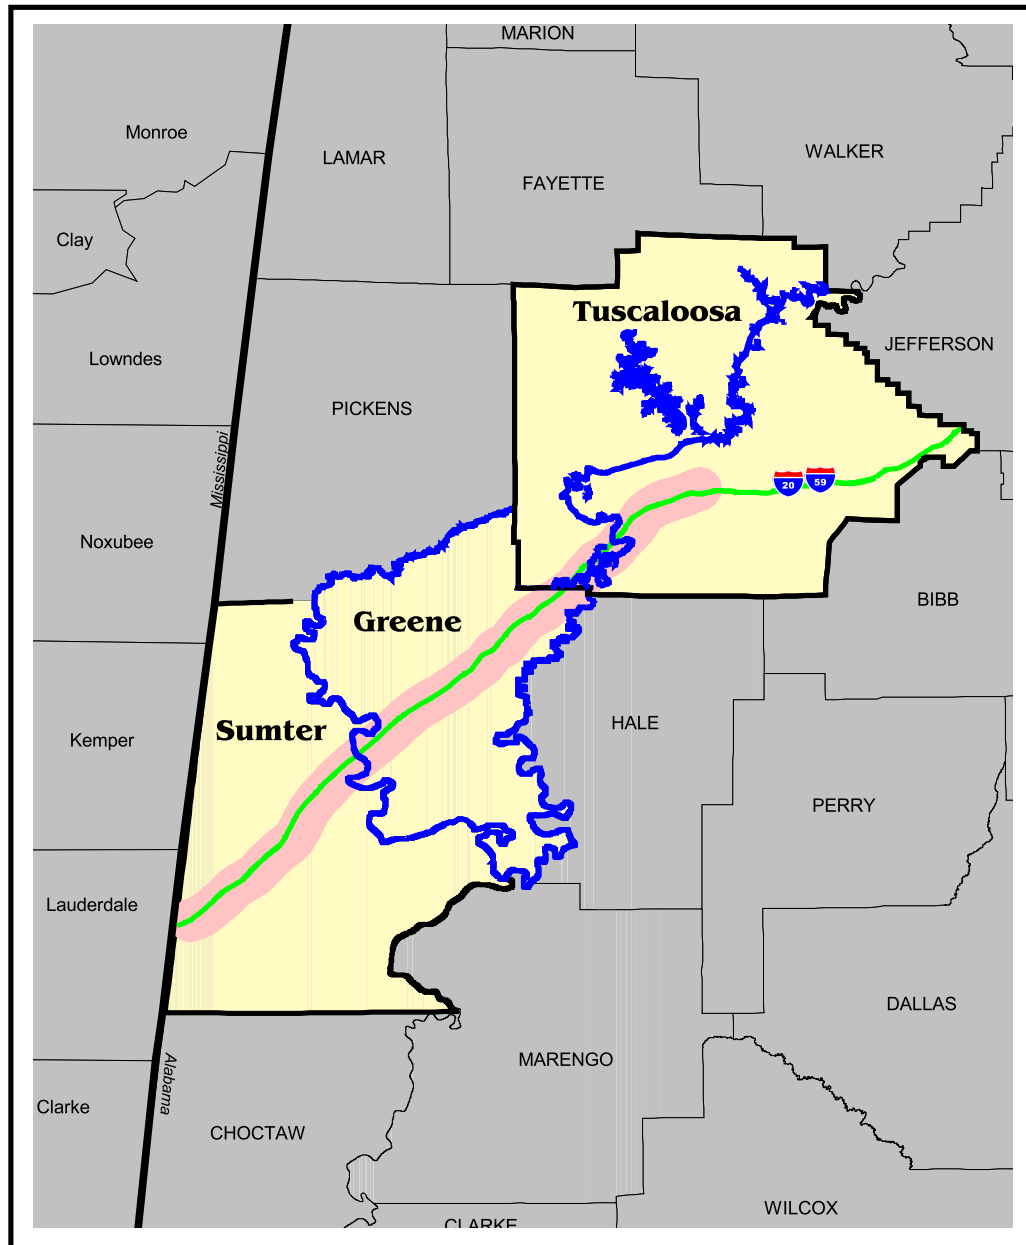 MARION
Monroe
LAMAR
WALKER
FAYETTE
Clay
Tuscaloosa
JEFFERSON
Lowndes
PICKENS
Mississippi
20
59
Noxubee
BIBB
Greene
HALE
Sumter
Kemper
PERRY
Lauderdale
DALLAS
MARENGO
Alabama
Clarke
CHOCTAW
WILCOX
CLARKE